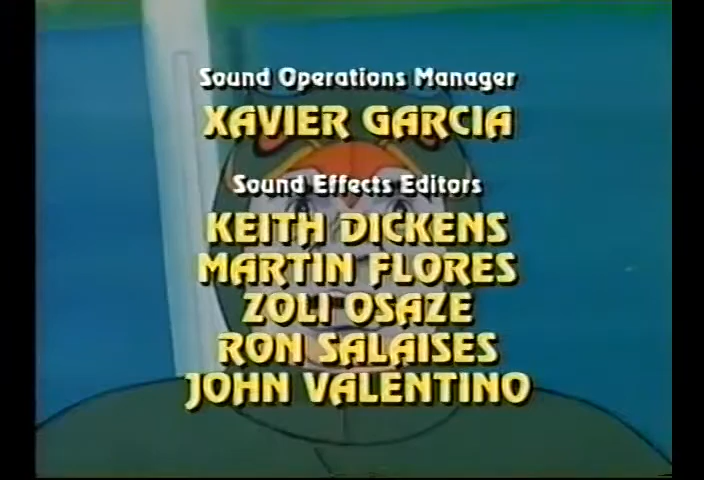 Sound Operations Manager
XAVIER GARCIA
Sound Effects Editors
KEITH DICKENS
MARTIN FLORES
ZOLI OSAZE
RON SALAISES
JOHN VALENTINO